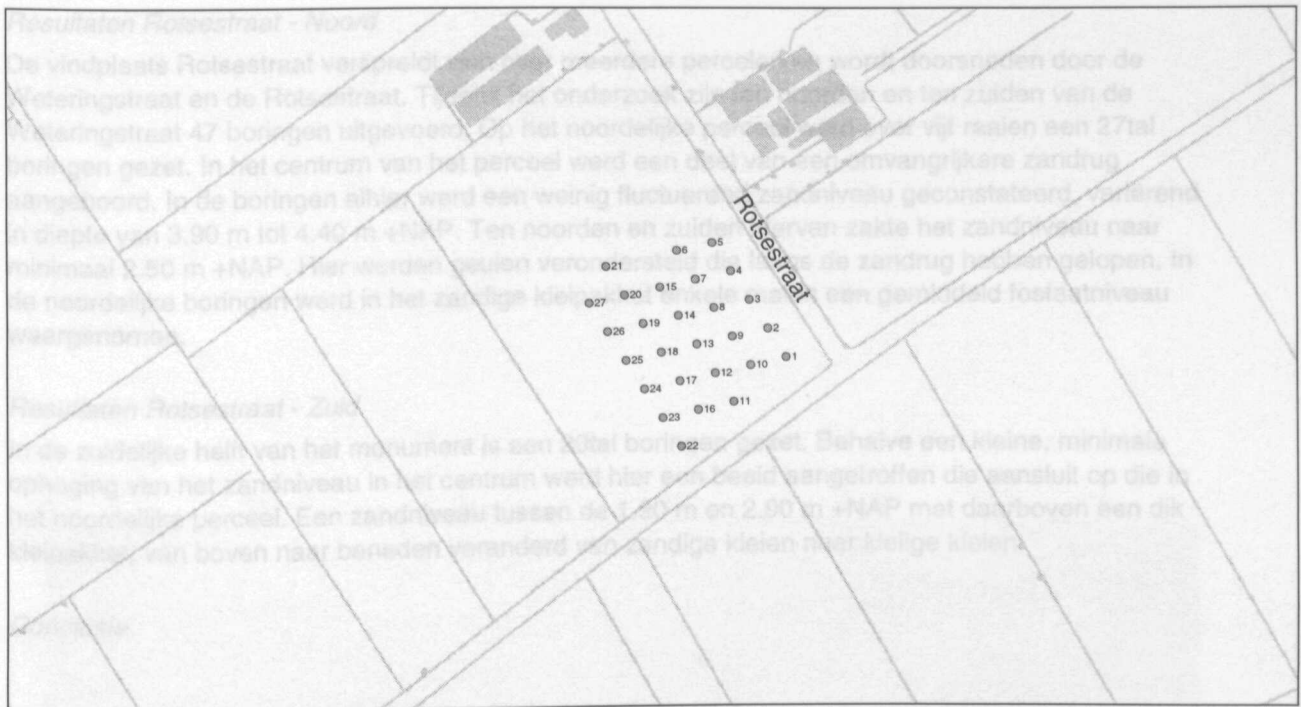 Resultaten Rotsestraat - Noord
De vindplaats Rotsestraat verspreidt zich over meerdere percelen en wordt doorsneden door de
Weteringstraat en de Rotsestraat. Tijdens het onderzoek zijn ten noorden en ten zuiden van de
Weteringstraat 47 boringen uitgevoerd. Op het noordelijke perceel werd over vijf raaien een 27tal
boringen gezet. In het centrum van het perceel werd een deel van een omvangrijkere zandrug
aangeboord. In de boringen alhier werd een weinig fluctuerend zandniveau geconstateerd, variërend
in diepte van 3.90 m tot 4.40 m +NAP. Ten noorden en zuiden hiervan zakte het zandniveau naar
minimaal 2.50 m +NAP. Hier werden geulen verondersteld die langs de zandrug hebben gelopen. In
de noordelijke boringen werd in het zandige kleipakket enkele malen een gemiddeld fosfaatniveau
waargenomen.
Rotsestraat
5
6
21
4
7
15
20
3
27
8
14
19
2
26
9
13
18
1
25
10
12
17
24
11
16
23
22
Resultaten Rotsestraat - Zuid
In de zuidelijke helft van het monument is een 20tal boringen gezet. Behalve een kleine, minimale
ophoging van het zandniveau in het centrum werd hier een beeld aangetroffen die aansluit op die in
het noordelijke perceel. Een zandniveau tussen de 1.90 m en 2.90 m +NAP met daarboven een dik
kleipakket van boven naar beneden veranderd van zandige kleien naar kleiige kleien.
Conclusie